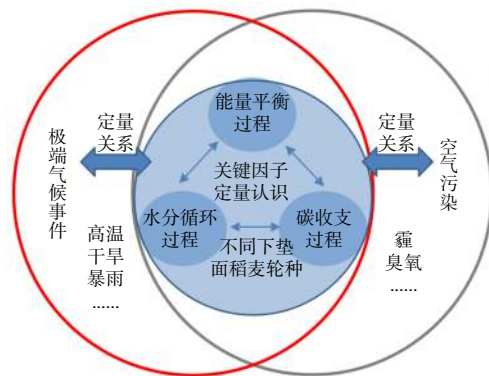 能量平衡
过程
定量
关系
定量
关系
极端
气候
事件
关键因子
定量认识
空气
污染
水分循环
过程
碳收支
过程
高温
干旱
暴雨
......
不同下垫
面稻麦轮种
霾
臭氧
......